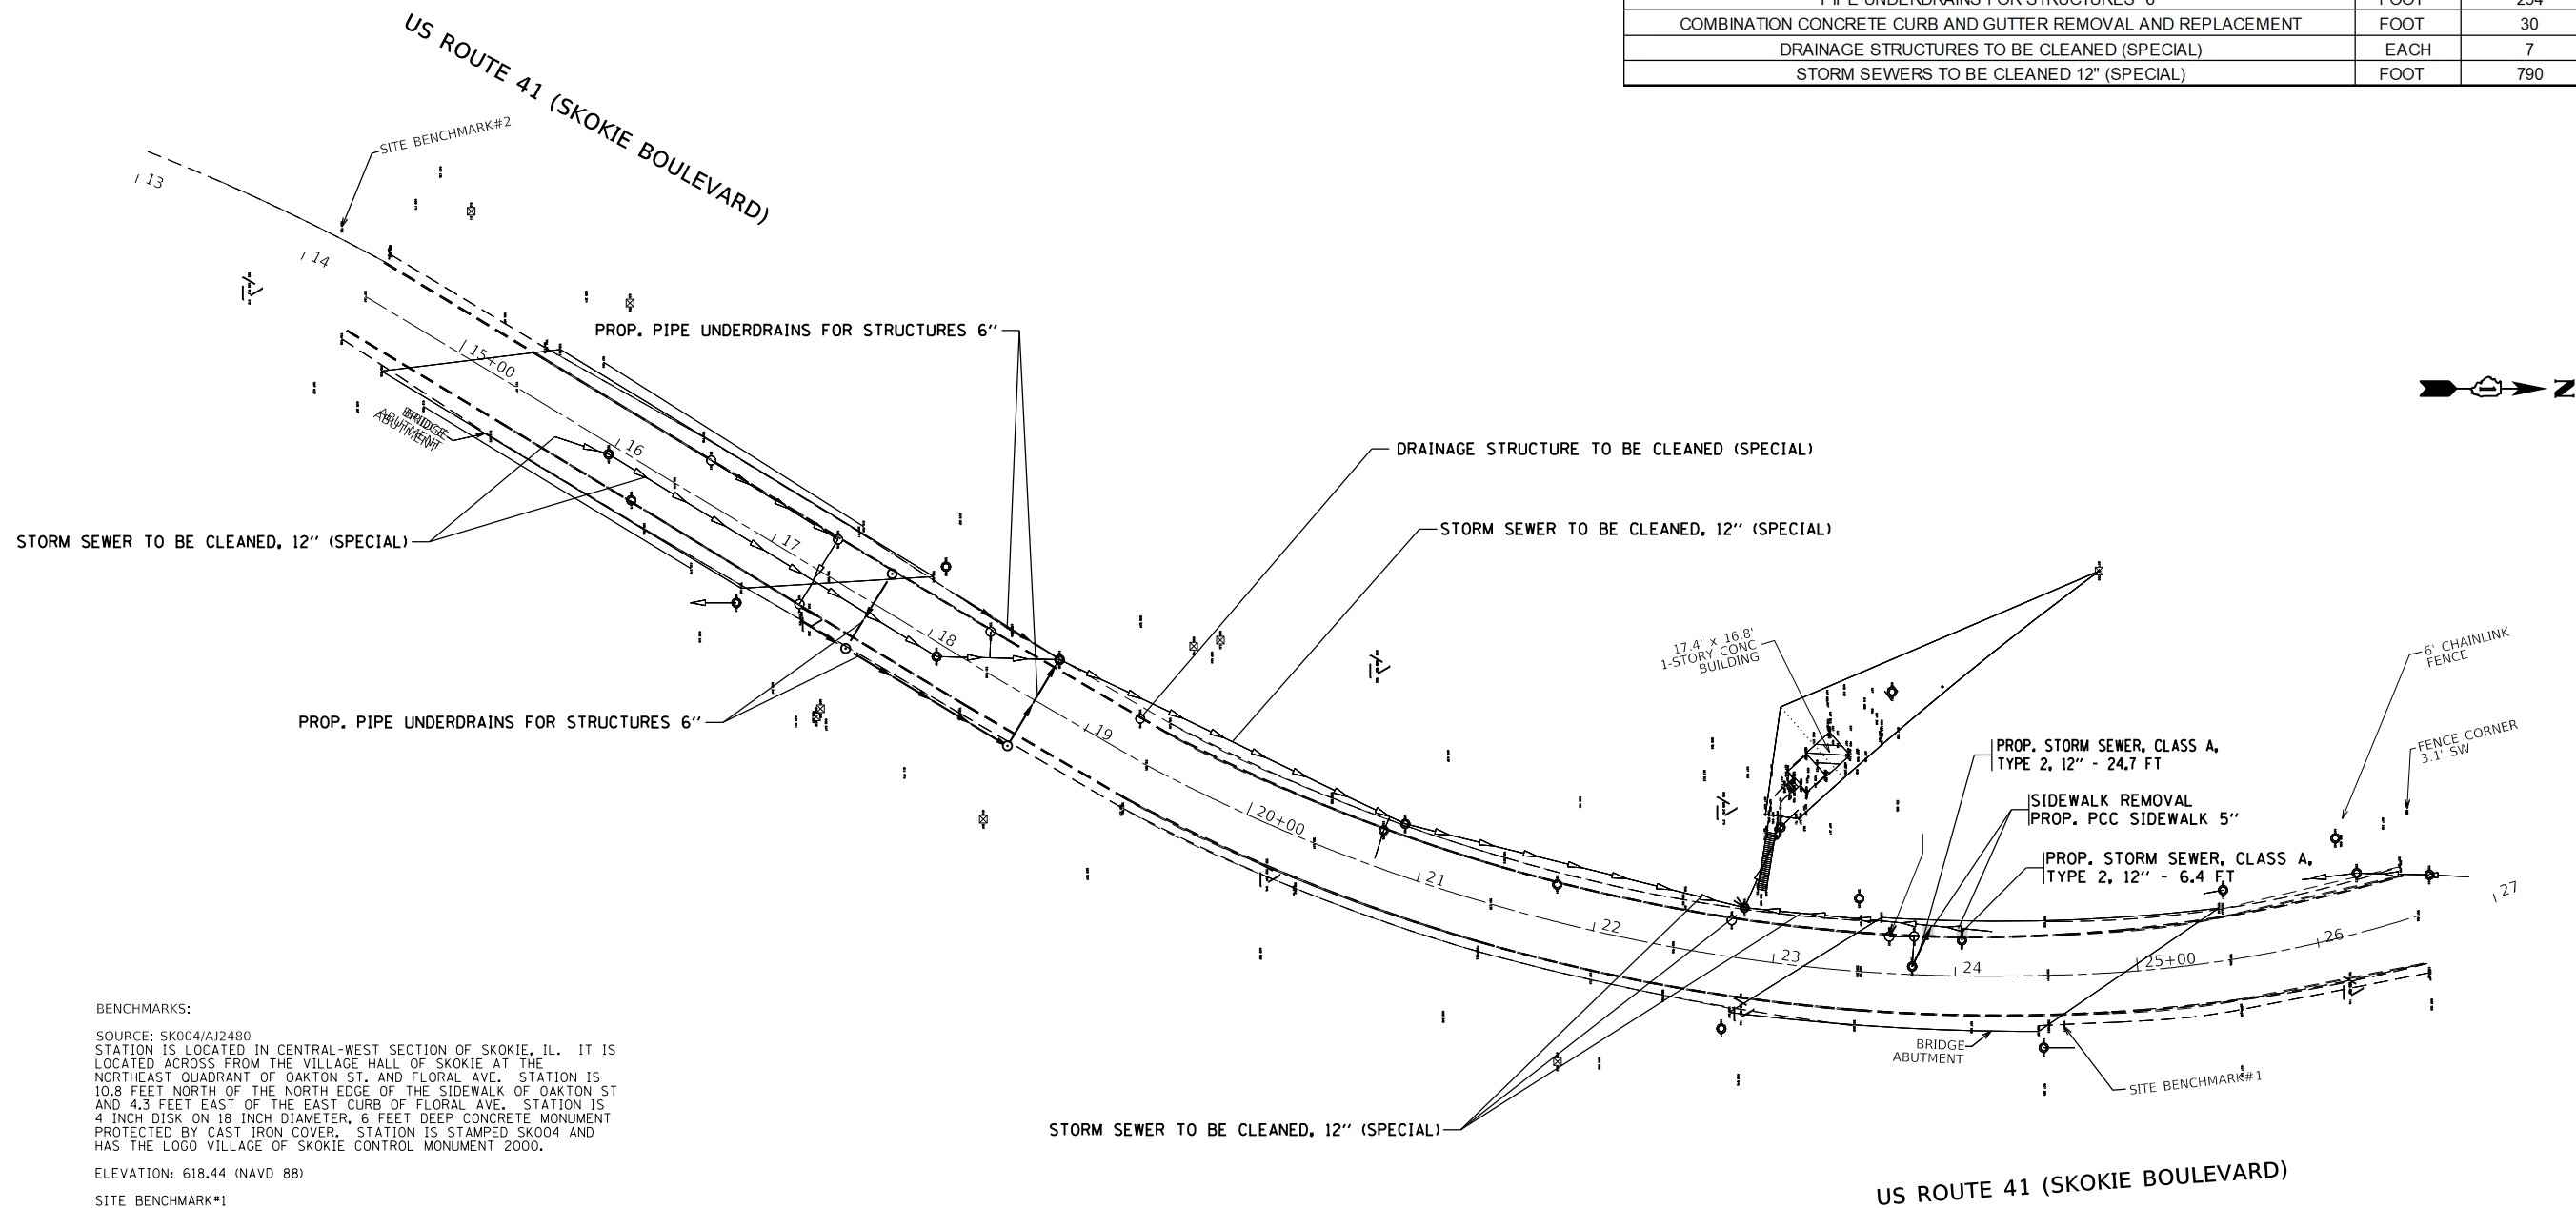 PIPE UNDERDRAINS FOR STRUCTURES 6" FOOT 254
COMBINATION CONCRETE CURB AND GUTTER REMOVAL AND REPLACEMENT FOOT 30
DRAINAGE STRUCTURES TO BE CLEANED (SPECIAL) EACH 7
STORM SEWERS TO BE CLEANED 12" (SPECIAL) FOOT 790
US ROUTE 41 (SKOKIE BOULEVARD)
SITE BENCHMARK#2
13
14
15+00
16
17
18
19
20+00
21
22
23
24
25+00
26
27
N
PROP. PIPE UNDERDRAINS FOR STRUCTURES 6"
BRIDGE
ABUTMENT
DRAINAGE STRUCTURE TO BE CLEANED (SPECIAL)
STORM SEWER TO BE CLEANED, 12" (SPECIAL)
STORM SEWER TO BE CLEANED, 12" (SPECIAL)
17.4' x 16.8'
1-STORY CONC
BUILDING
6' CHAINLINK
FENCE
FENCE CORNER
3.1' SW
PROP. PIPE UNDERDRAINS FOR STRUCTURES 6"
PROP. STORM SEWER, CLASS A,
TYPE 2, 12" - 24.7 FT
SIDEWALK REMOVAL
PROP. PCC SIDEWALK 5"
PROP. STORM SEWER, CLASS A,
TYPE 2, 12" - 6.4 FT
BRIDGE
ABUTMENT
SITE BENCHMARK#1
STORM SEWER TO BE CLEANED, 12" (SPECIAL)
US ROUTE 41 (SKOKIE BOULEVARD)
BENCHMARKS:
SOURCE: SK004/AJ2480
STATION IS LOCATED IN CENTRAL-WEST SECTION OF SKOKIE, IL. IT IS
LOCATED ACROSS FROM THE VILLAGE HALL OF SKOKIE AT THE
NORTHEAST QUADRANT OF OAKTON ST. AND FLORAL AVE. STATION IS
10.8 FEET NORTH OF THE NORTH EDGE OF THE SIDEWALK OF OAKTON ST
AND 4.3 FEET EAST OF THE EAST CURB OF FLORAL AVE. STATION IS
4 INCH DISK ON 18 INCH DIAMETER, 6 FEET DEEP CONCRETE MONUMENT
PROTECTED BY CAST IRON COVER. STATION IS STAMPED SK004 AND
HAS THE LOGO VILLAGE OF SKOKIE CONTROL MONUMENT 2000.
ELEVATION: 618.44 (NAVD 88)
SITE BENCHMARK#1